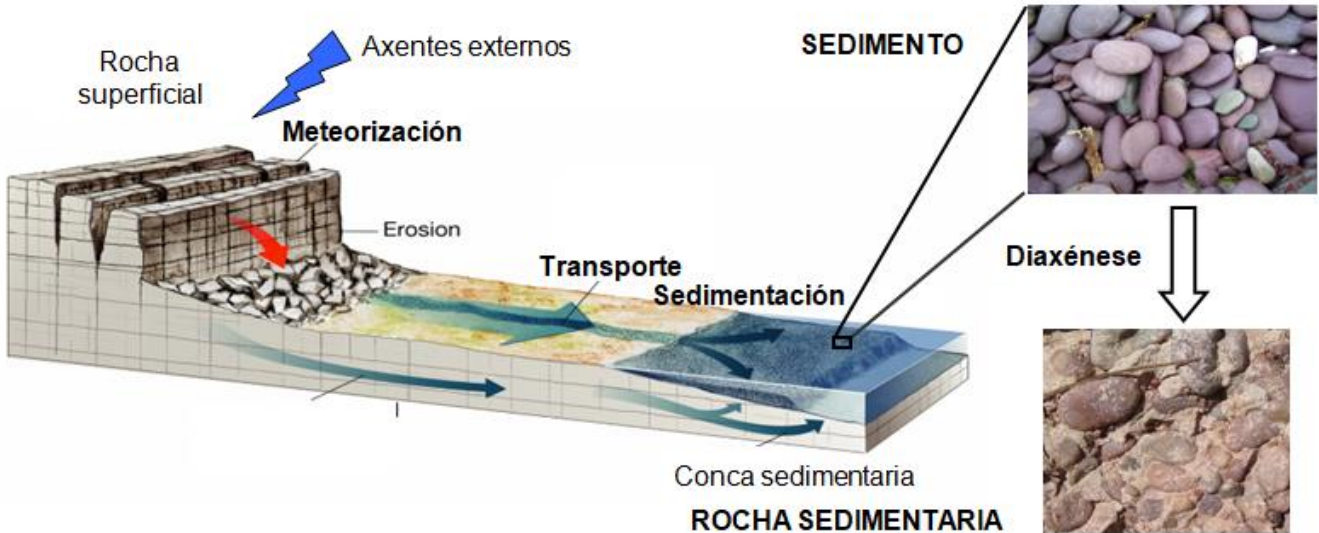 Rocha
superficial
Axentes externos
Meteorización
Erosion
Transporte
Sedimentación
SEDIMENTO
Diaxénese
Conca sedimentaria
ROCHA SEDIMENTARIA